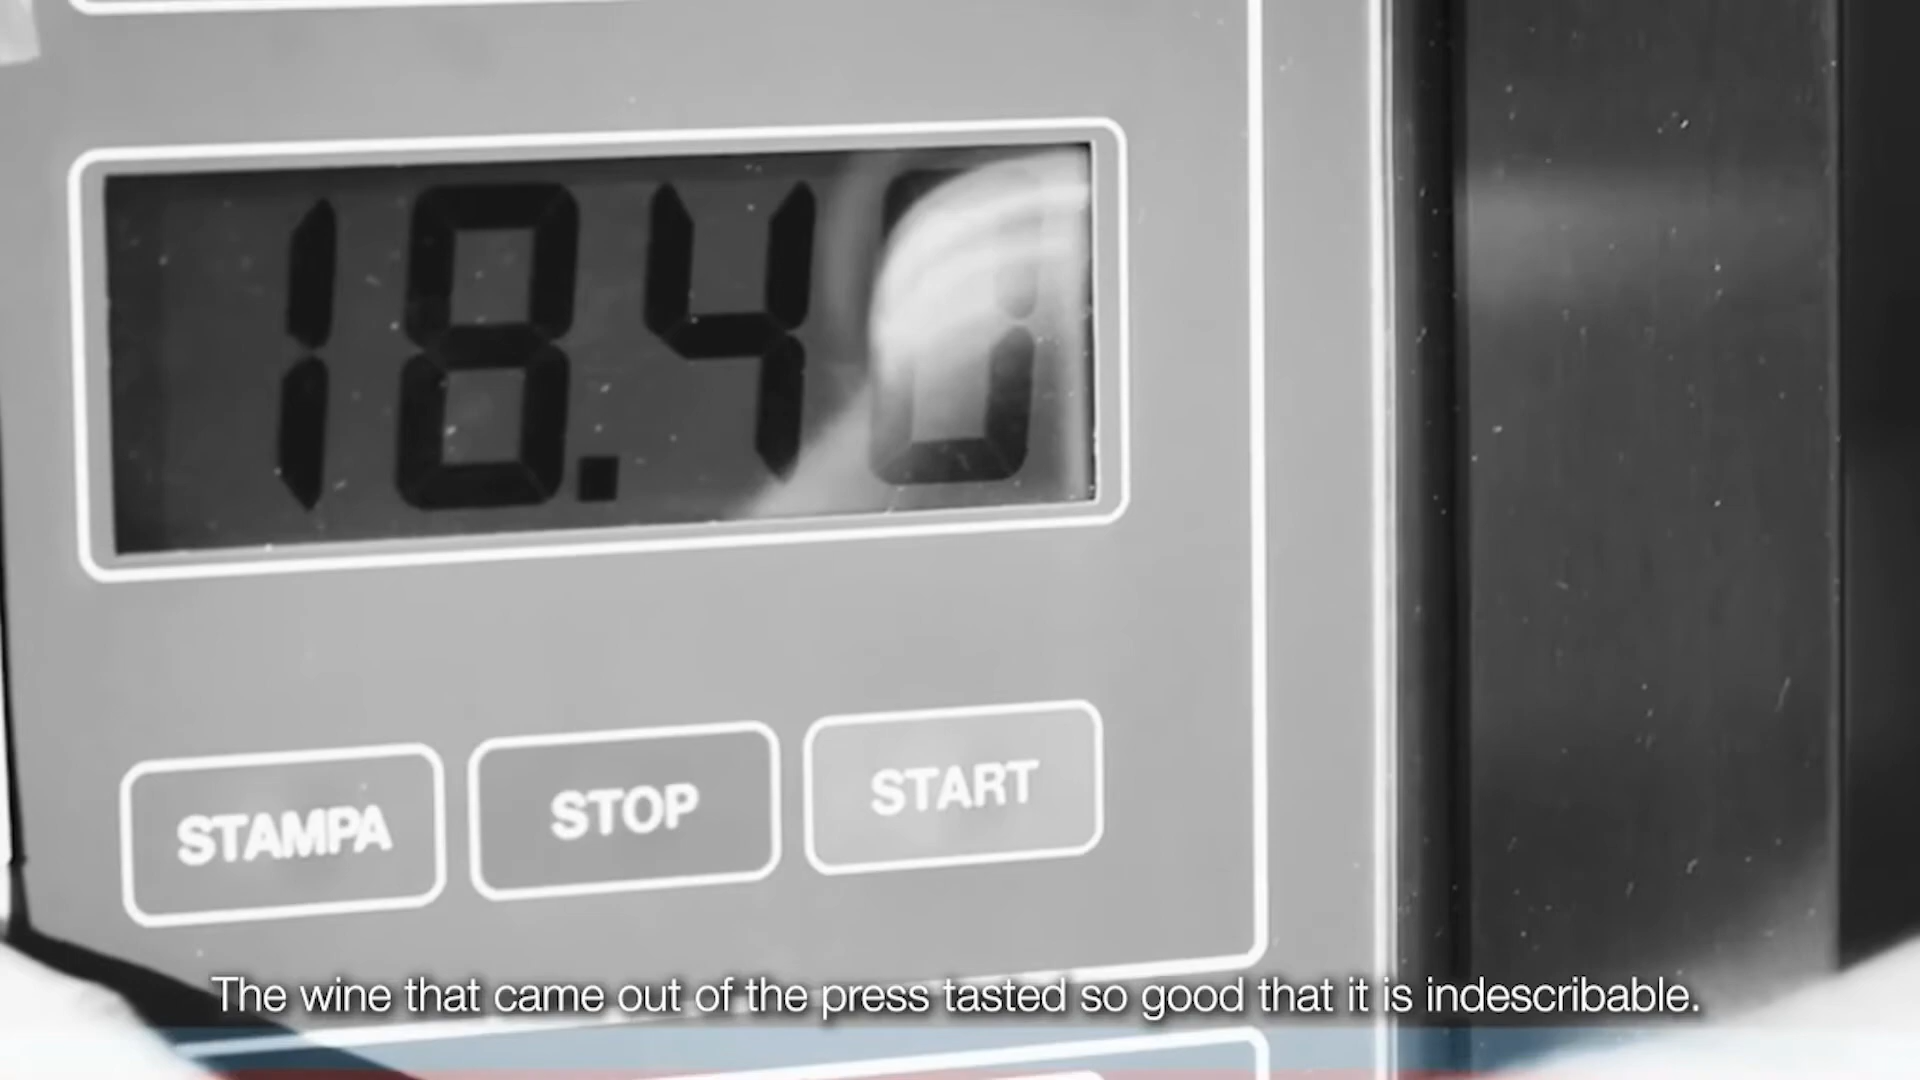 18.40
STAMPA STOP START
The wine that came out of the press tasted so good that it is indescribable.